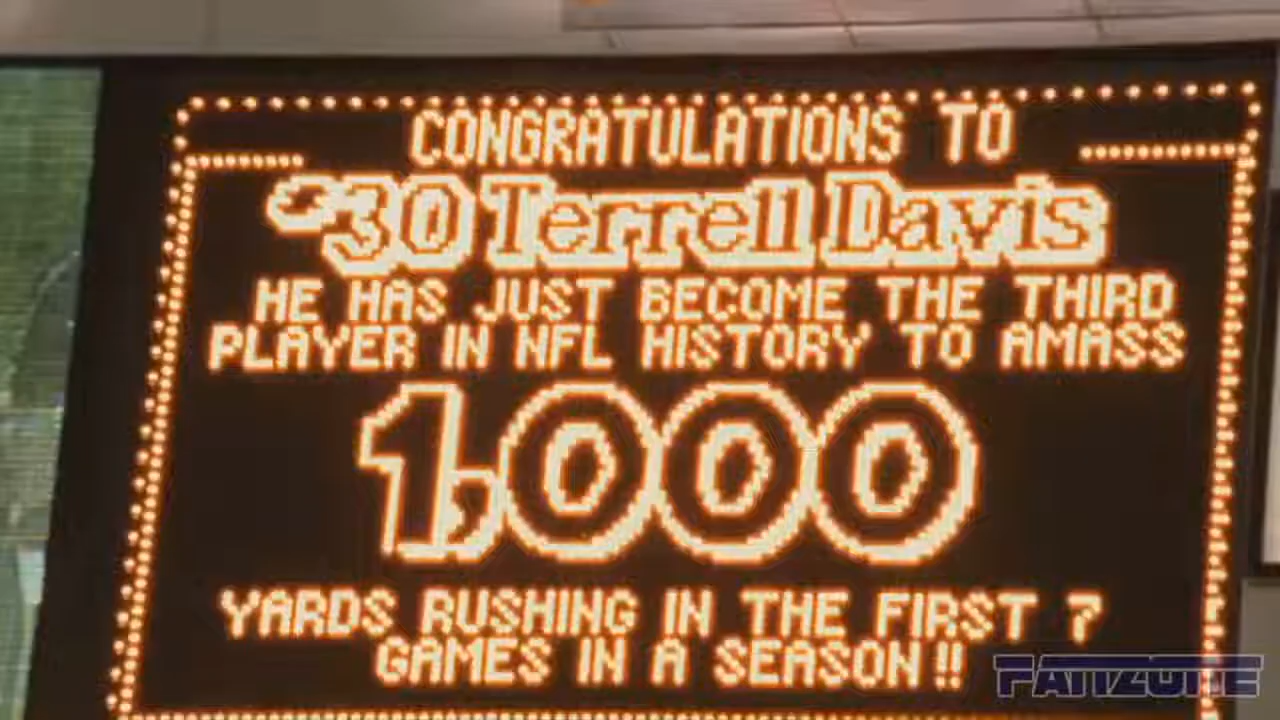 CONGRATULATIONS TO
#30 Terrell Davis
HE HAS JUST BECOME THE THIRD
PLAYER IN NFL HISTORY TO AMASS
1,000
YARDS RUSHING IN THE FIRST 7
GAMES IN A SEASON!!
FANZONE